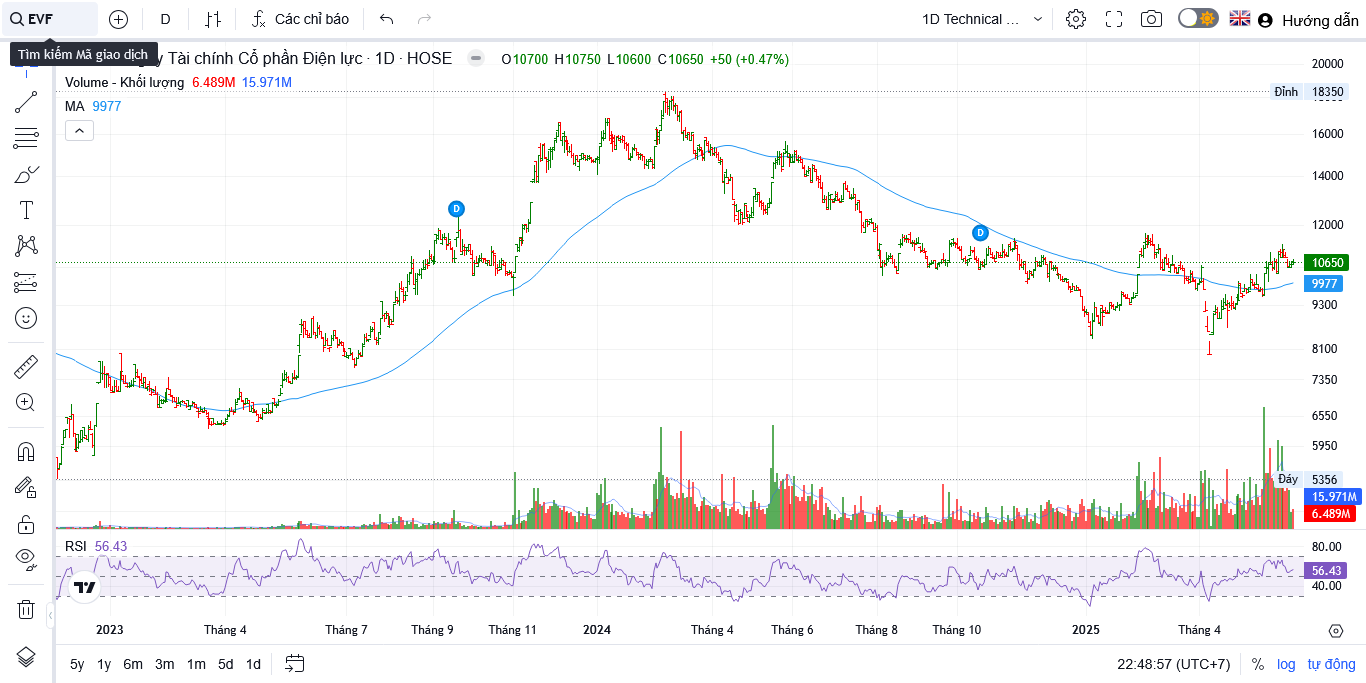 EVF
D
Các chỉ báo
1D Technical ...
Hướng dẫn
Tìm kiếm Mã giao dịch
y Tài chính Cổ phần Điện lực · 1D · HOSE
O10700 H10750 L10600 C10650 +50 (+0.47%)
Volume - Khối lượng 6.489M 15.971M
MA 9977
20000
Đỉnh 18350
16000
14000
12000
10650
9977
9300
8100
7350
6550
5950
Đáy 5356
15.971M
6.489M
D
D
RSI 56.43
80.00
56.43
40.00
2023 Tháng 4 Tháng 7 Tháng 9 Tháng 11 2024 Tháng 4 Tháng 6 Tháng 8 Tháng 10 2025 Tháng 4
5y 1y 6m 3m 1m 5d 1d
22:48:57 (UTC+7) % log tự động